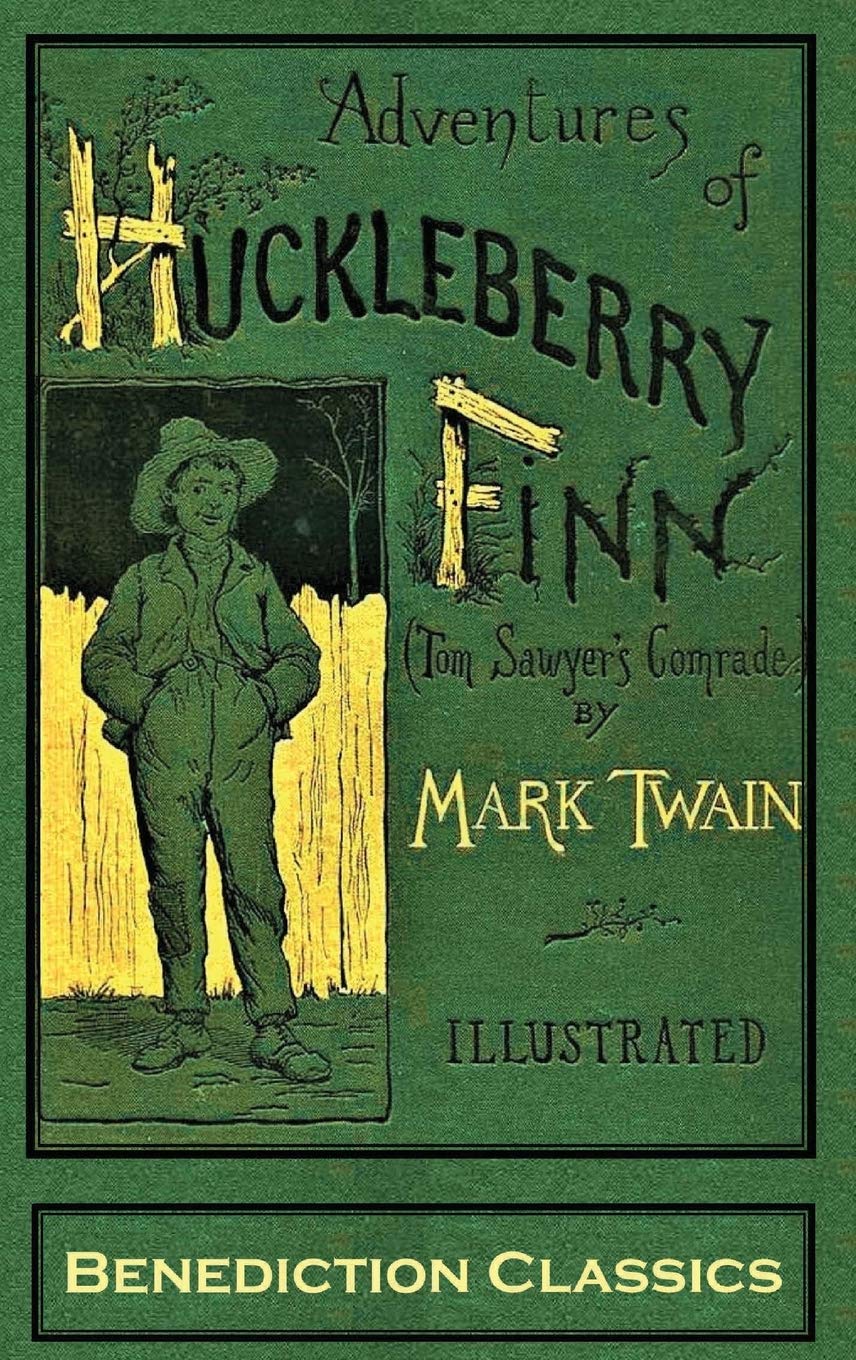 Adventures
of
HUCKLEBERRY
FINN
(Tom Sawyer's Comrade.)
BY
MARK TWAIN
ILLUSTRATED
BENEDICTION CLASSICS